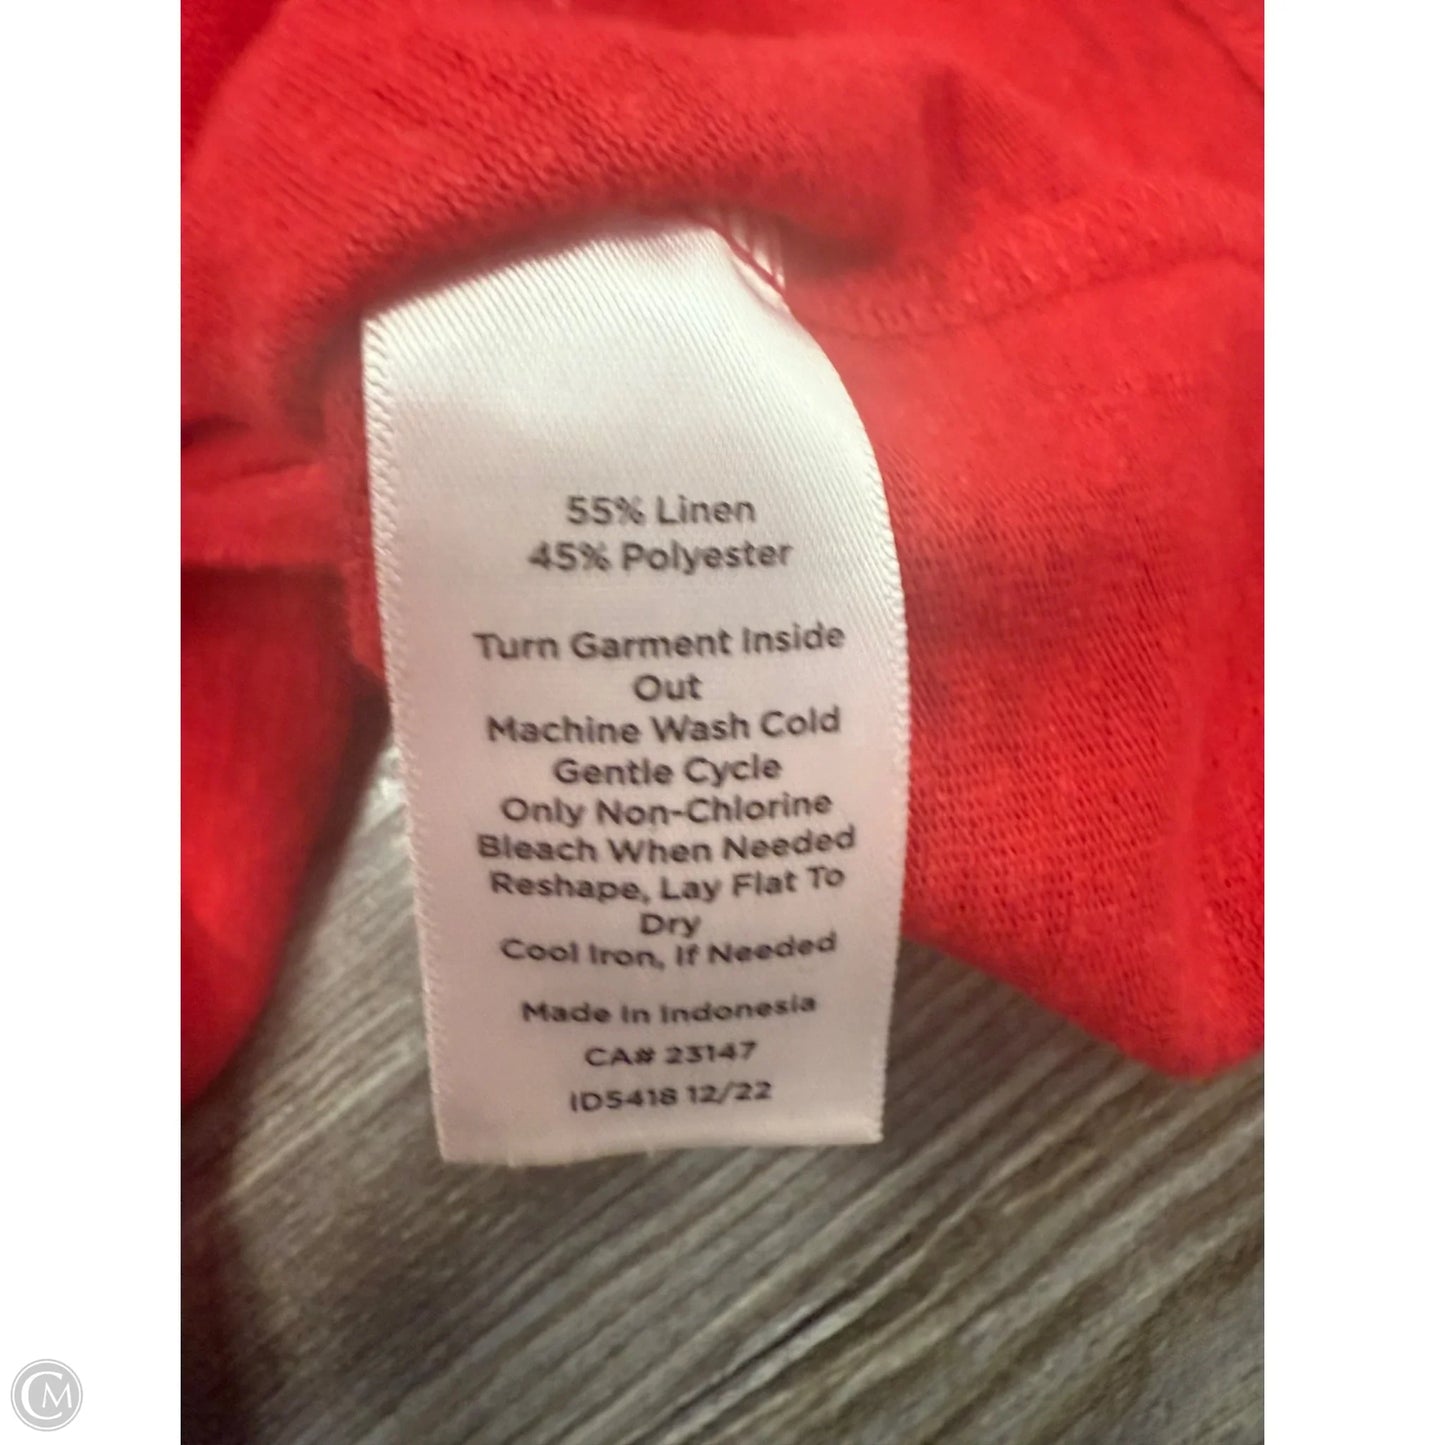 55% Linen
45% Polyester
Turn Garment Inside
Out
Machine Wash Cold
Gentle Cycle
Only Non-Chlorine
Bleach When Needed
Reshape, Lay Flat To
Dry
Cool Iron, If Needed
Made In Indonesia
CA# 23147
ID5418 12/22
CM